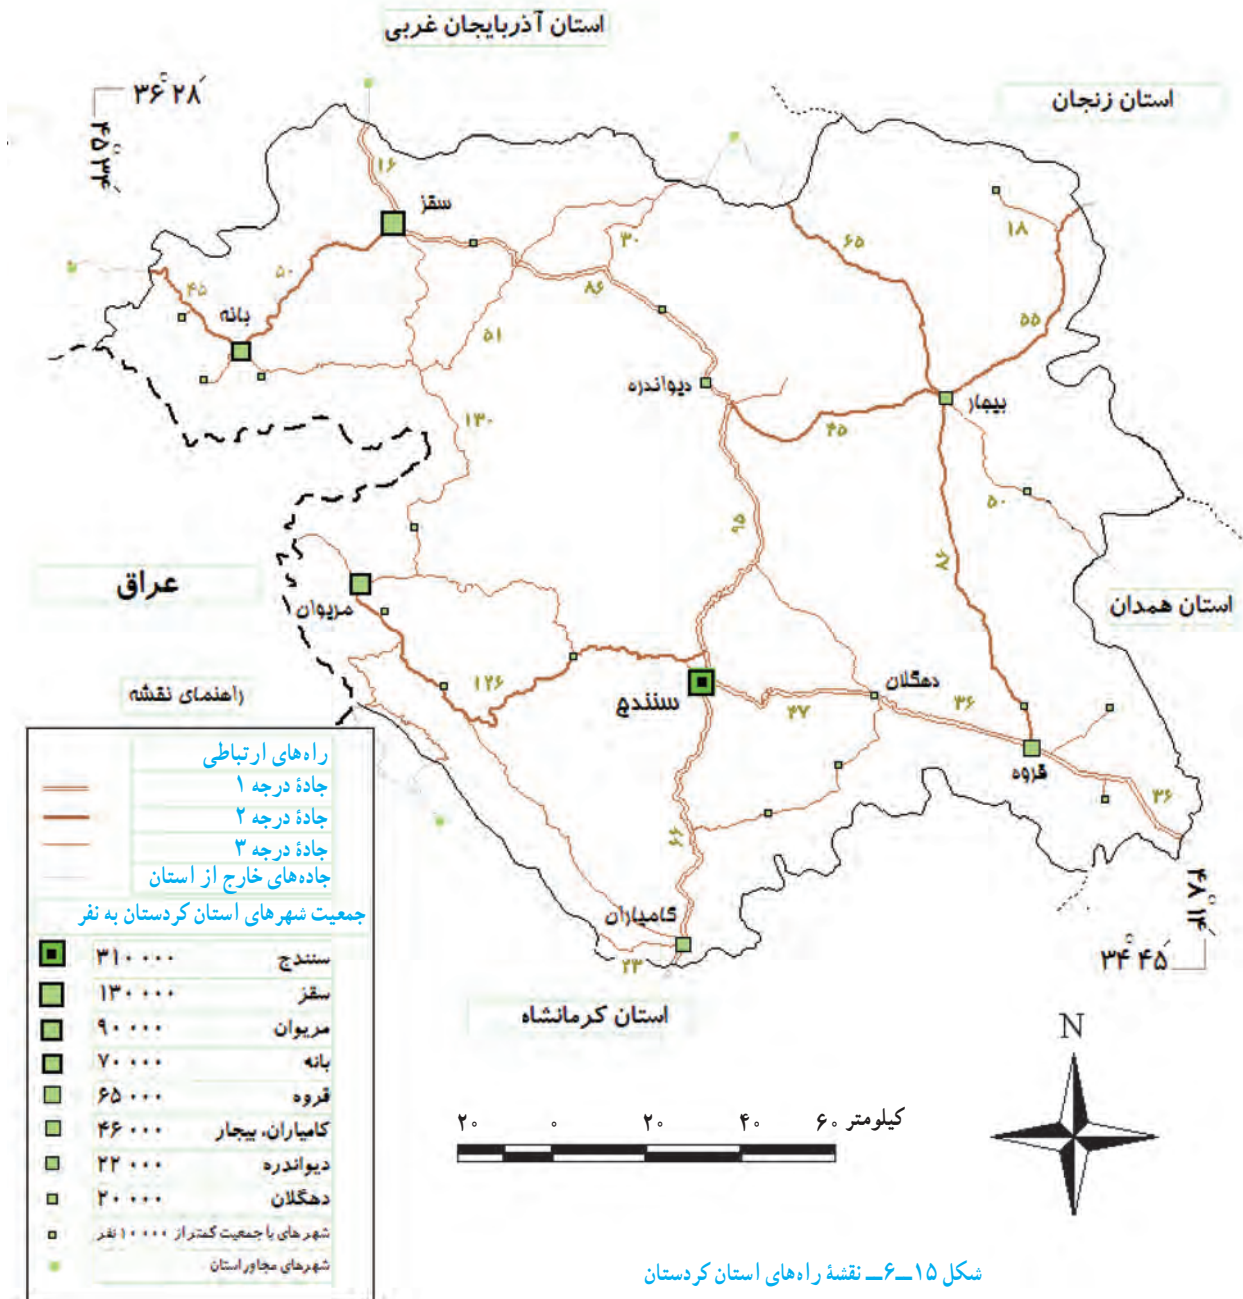 استان آذربایجان غربی
۳۶° ۲۸′
۴۵° ۳۴′
استان زنجان
۱۶
سقز
۳۰
۶۵
۱۸
۵۰
۴۵
بانه
۸۶
۵۱
۵۵
دیواندره
بیجار
۱۳۰
۴۵
۵۰
۹۵
عراق
استان همدان
مریوان
راهنمای نقشه
۱۲۶
سنندج
دهگلان
۴۷
۳۶
قروه
۳۶
۶۶
کامیاران
۲۳
۴۸° ۱۴′
۳۴° ۴۵′
استان کرمانشاه
راه‌های ارتباطی
جادهٔ درجه ۱
جادهٔ درجه ۲
جادهٔ درجه ۳
جاده‌های خارج از استان
جمعیت شهرهای استان کردستان به نفر
سنندج ۳۱۰۰۰۰
سقز ۱۳۰۰۰۰
مریوان ۹۰۰۰۰
بانه ۷۰۰۰۰
قروه ۶۵۰۰۰
کامیاران، بیجار ۴۶۰۰۰
دیواندره ۲۲۰۰۰
دهگلان ۲۰۰۰۰
شهرهای با جمعیت کمتر از ۱۰۰۰۰ نفر
شهرهای مجاور استان
N
۲۰ ۰ ۲۰ ۴۰ ۶۰ کیلومتر
شکل ۱۵ــ۶ــ نقشهٔ راه‌های استان کردستان